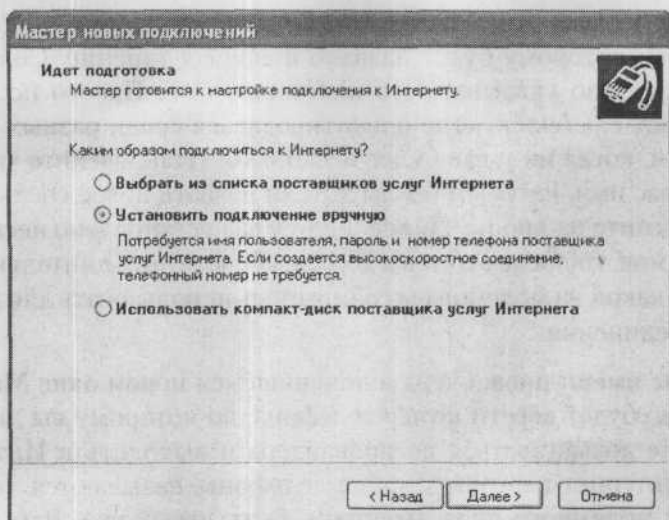 Мастер новых подключений
Идет подготовка
Мастер готовится к настройке подключения к Интернету.
Каким образом подключиться к Интернету?
Выбрать из списка поставщиков услуг Интернета
Установить подключение вручную
Потребуется имя пользователя, пароль и номер телефона поставщика
услуг Интернета. Если создается высокоскоростное соединение,
телефонный номер не требуется.
Использовать компакт-диск поставщика услуг Интернета
< Назад Далее > Отмена